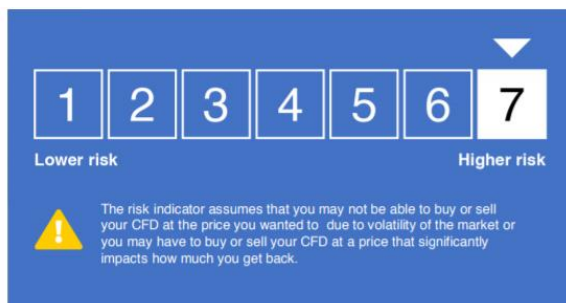 1 2 3 4 5 6 7
Lower risk Higher risk
The risk indicator assumes that you may not be able to buy or sell
your CFD at the price you wanted to due to volatility of the market or
you may have to buy or sell your CFD at a price that significantly
impacts how much you get back.